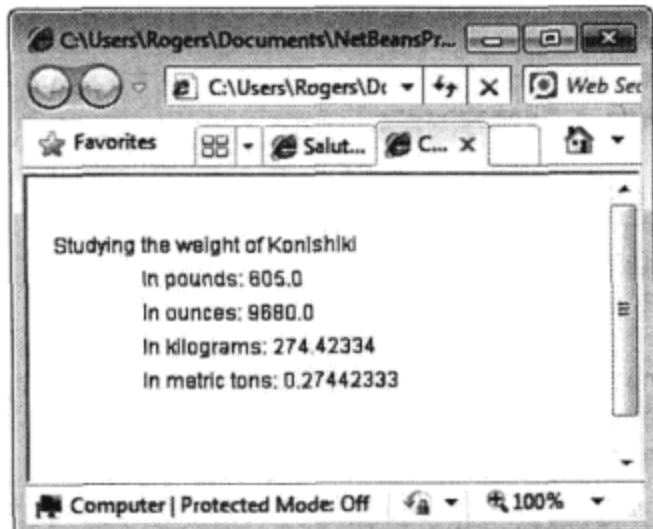 C:\Users\Rogers\Documents\NetBeansPr...
C:\Users\Rogers\Do
Web Sec
Favorites
Salut...
C...
Studying the weight of Konishiki
In pounds: 605.0
In ounces: 9680.0
In kilograms: 274.42334
In metric tons: 0.27442333
Computer | Protected Mode: Off
100%